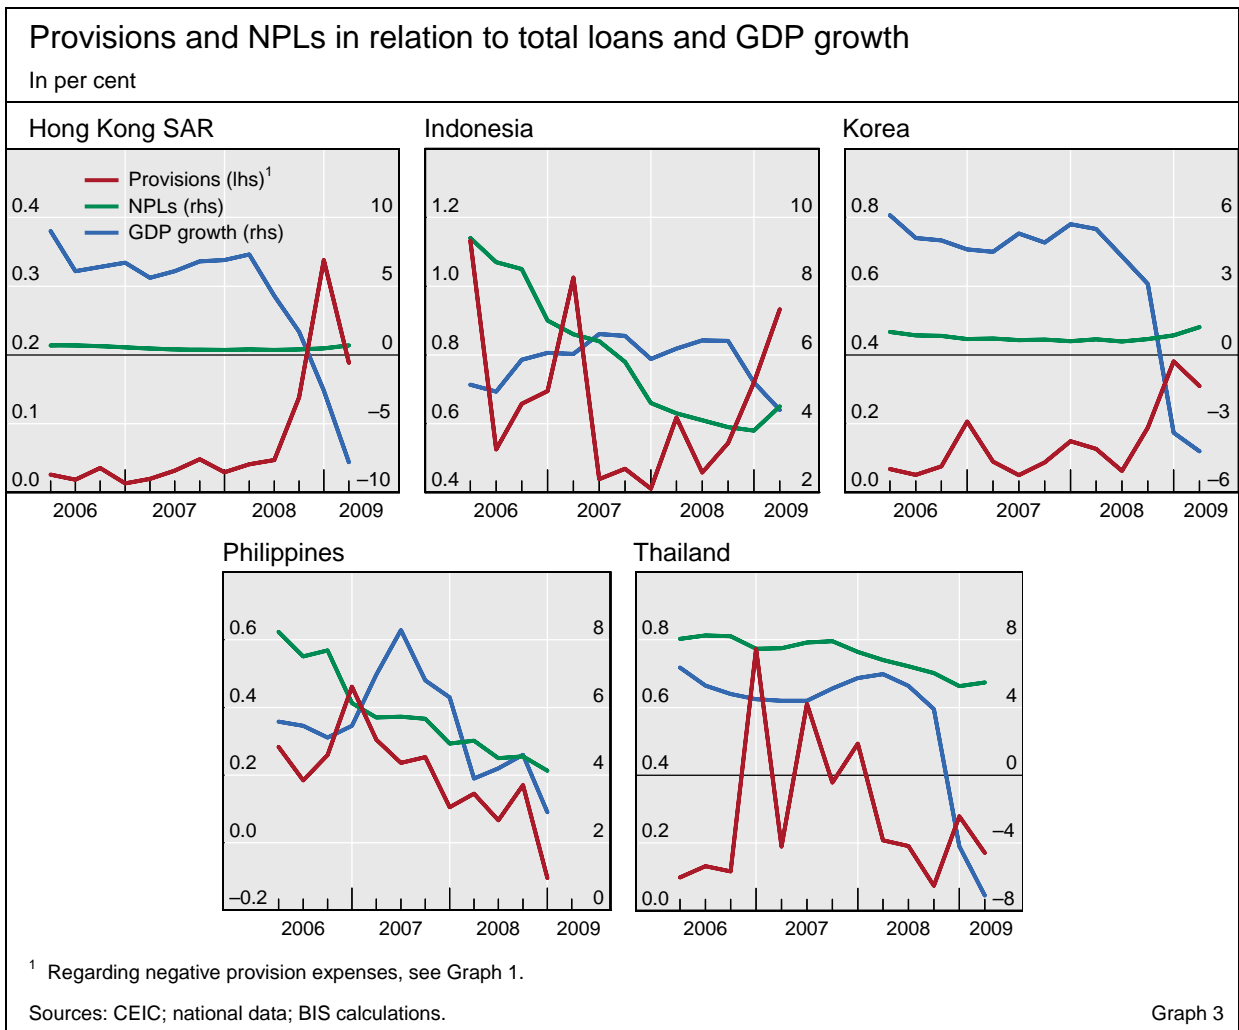 Provisions and NPLs in relation to total loans and GDP growth
In per cent
Hong Kong SAR
Provisions (lhs)1
NPLs (rhs)
GDP growth (rhs)
0.4 10
0.3 5
0.2 0
0.1 –5
0.0 –10
2006 2007 2008 2009
Indonesia
1.2 10
1.0 8
0.8 6
0.6 4
0.4 2
2006 2007 2008 2009
Korea
0.8 6
0.6 3
0.4 0
0.2 –3
0.0 –6
2006 2007 2008 2009
Philippines
0.6 8
0.4 6
0.2 4
0.0 2
–0.2 0
2006 2007 2008 2009
Thailand
0.8 8
0.6 4
0.4 0
0.2 –4
0.0 –8
2006 2007 2008 2009
1 Regarding negative provision expenses, see Graph 1.
Sources: CEIC; national data; BIS calculations. Graph 3